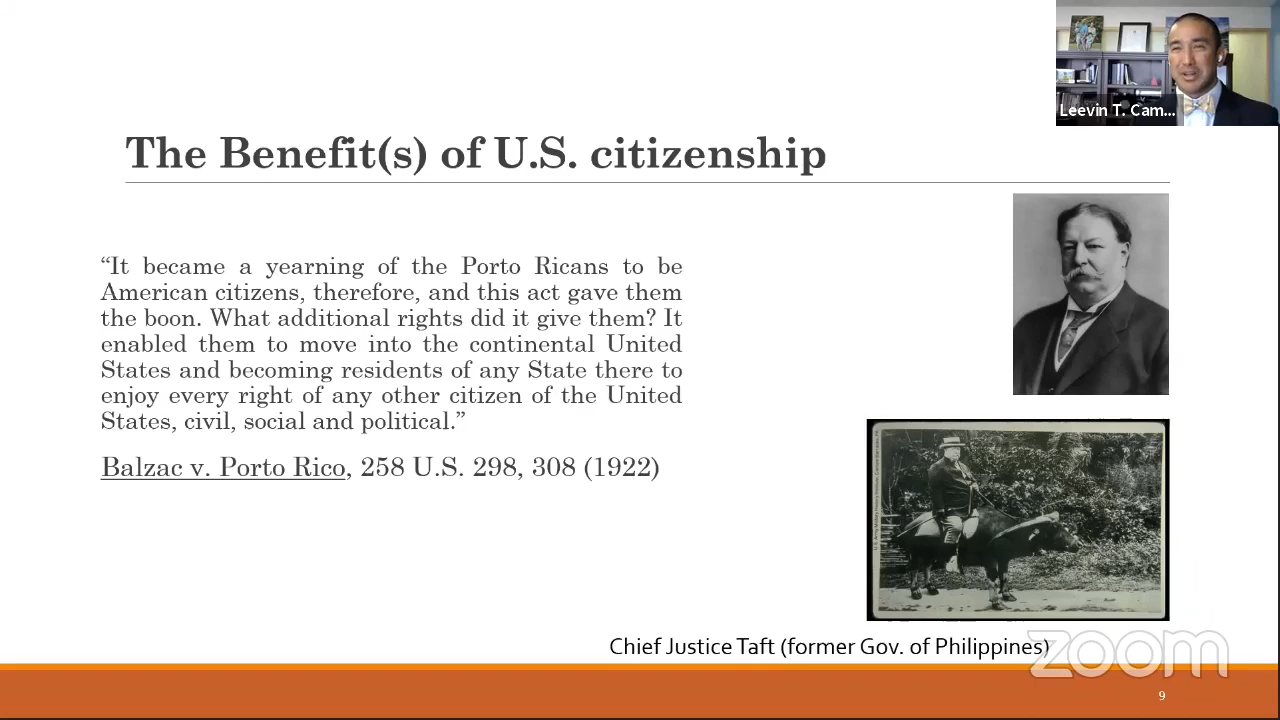 Leevin T. Cam...
The Benefit(s) of U.S. citizenship
“It became a yearning of the Porto Ricans to be
American citizens, therefore, and this act gave them
the boon. What additional rights did it give them? It
enabled them to move into the continental United
States and becoming residents of any State there to
enjoy every right of any other citizen of the United
States, civil, social and political.”
Balzac v. Porto Rico, 258 U.S. 298, 308 (1922)
Chief Justice Taft (former Gov. of Philippines)
zoom
9